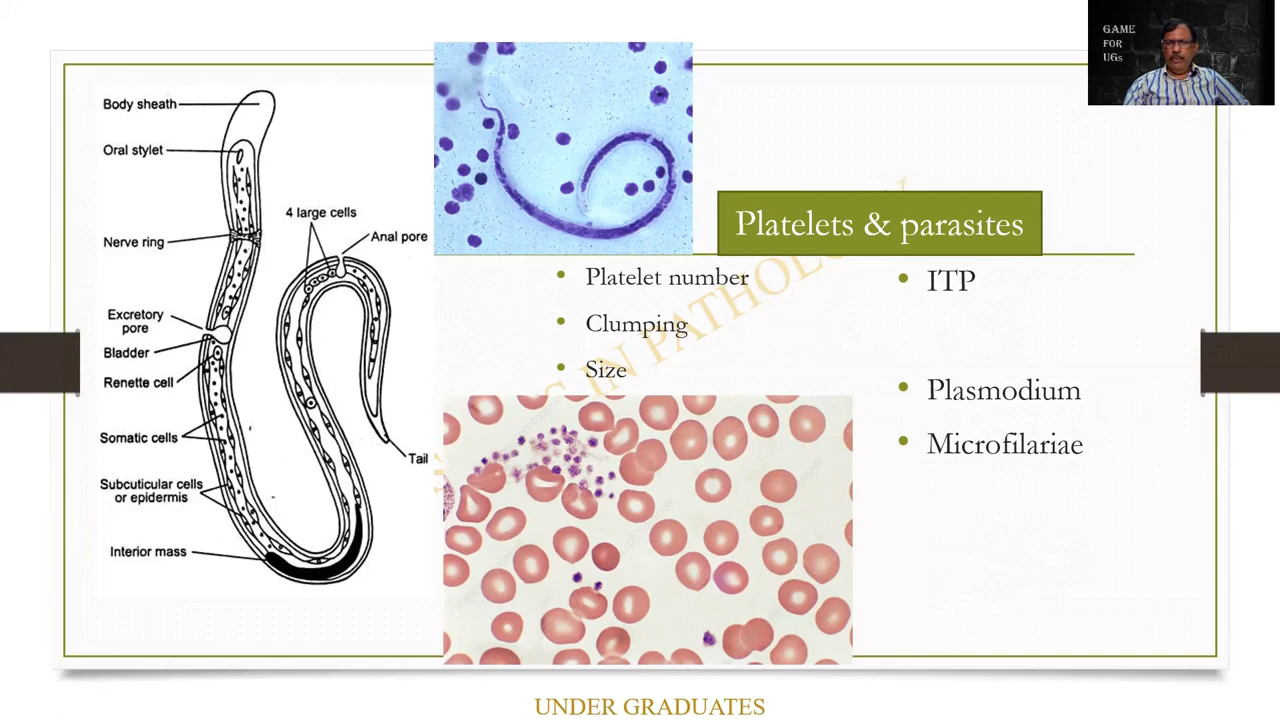 GAME
FOR
UGs
Body sheath
Oral stylet
Nerve ring
Excretory
pore
Bladder
Renette cell
Somatic cells
Subcuticular cells
or epidermis
Interior mass
4 large cells
Anal pore
Tail
Platelets & parasites
Platelet number
Clumping
Size
ITP
Plasmodium
Microfilariae
IN PATHOLOGY
UNDER GRADUATES